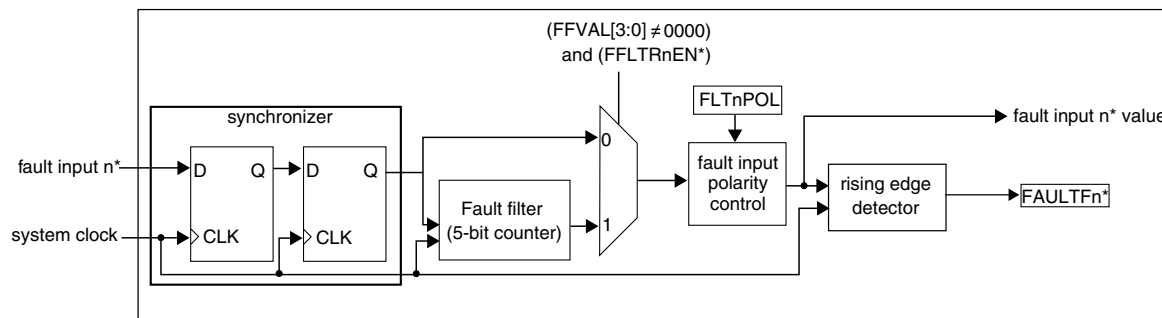 (FFVAL[3:0] ≠ 0000)
and (FFLTRnEN*)
FLTnPOL
synchronizer
fault input n* value
0
fault input n*
D
Q
D
Q
fault input
polarity
control
rising edge
detector
FAULTFn*
Fault filter
(5-bit counter)
1
system clock
CLK
CLK